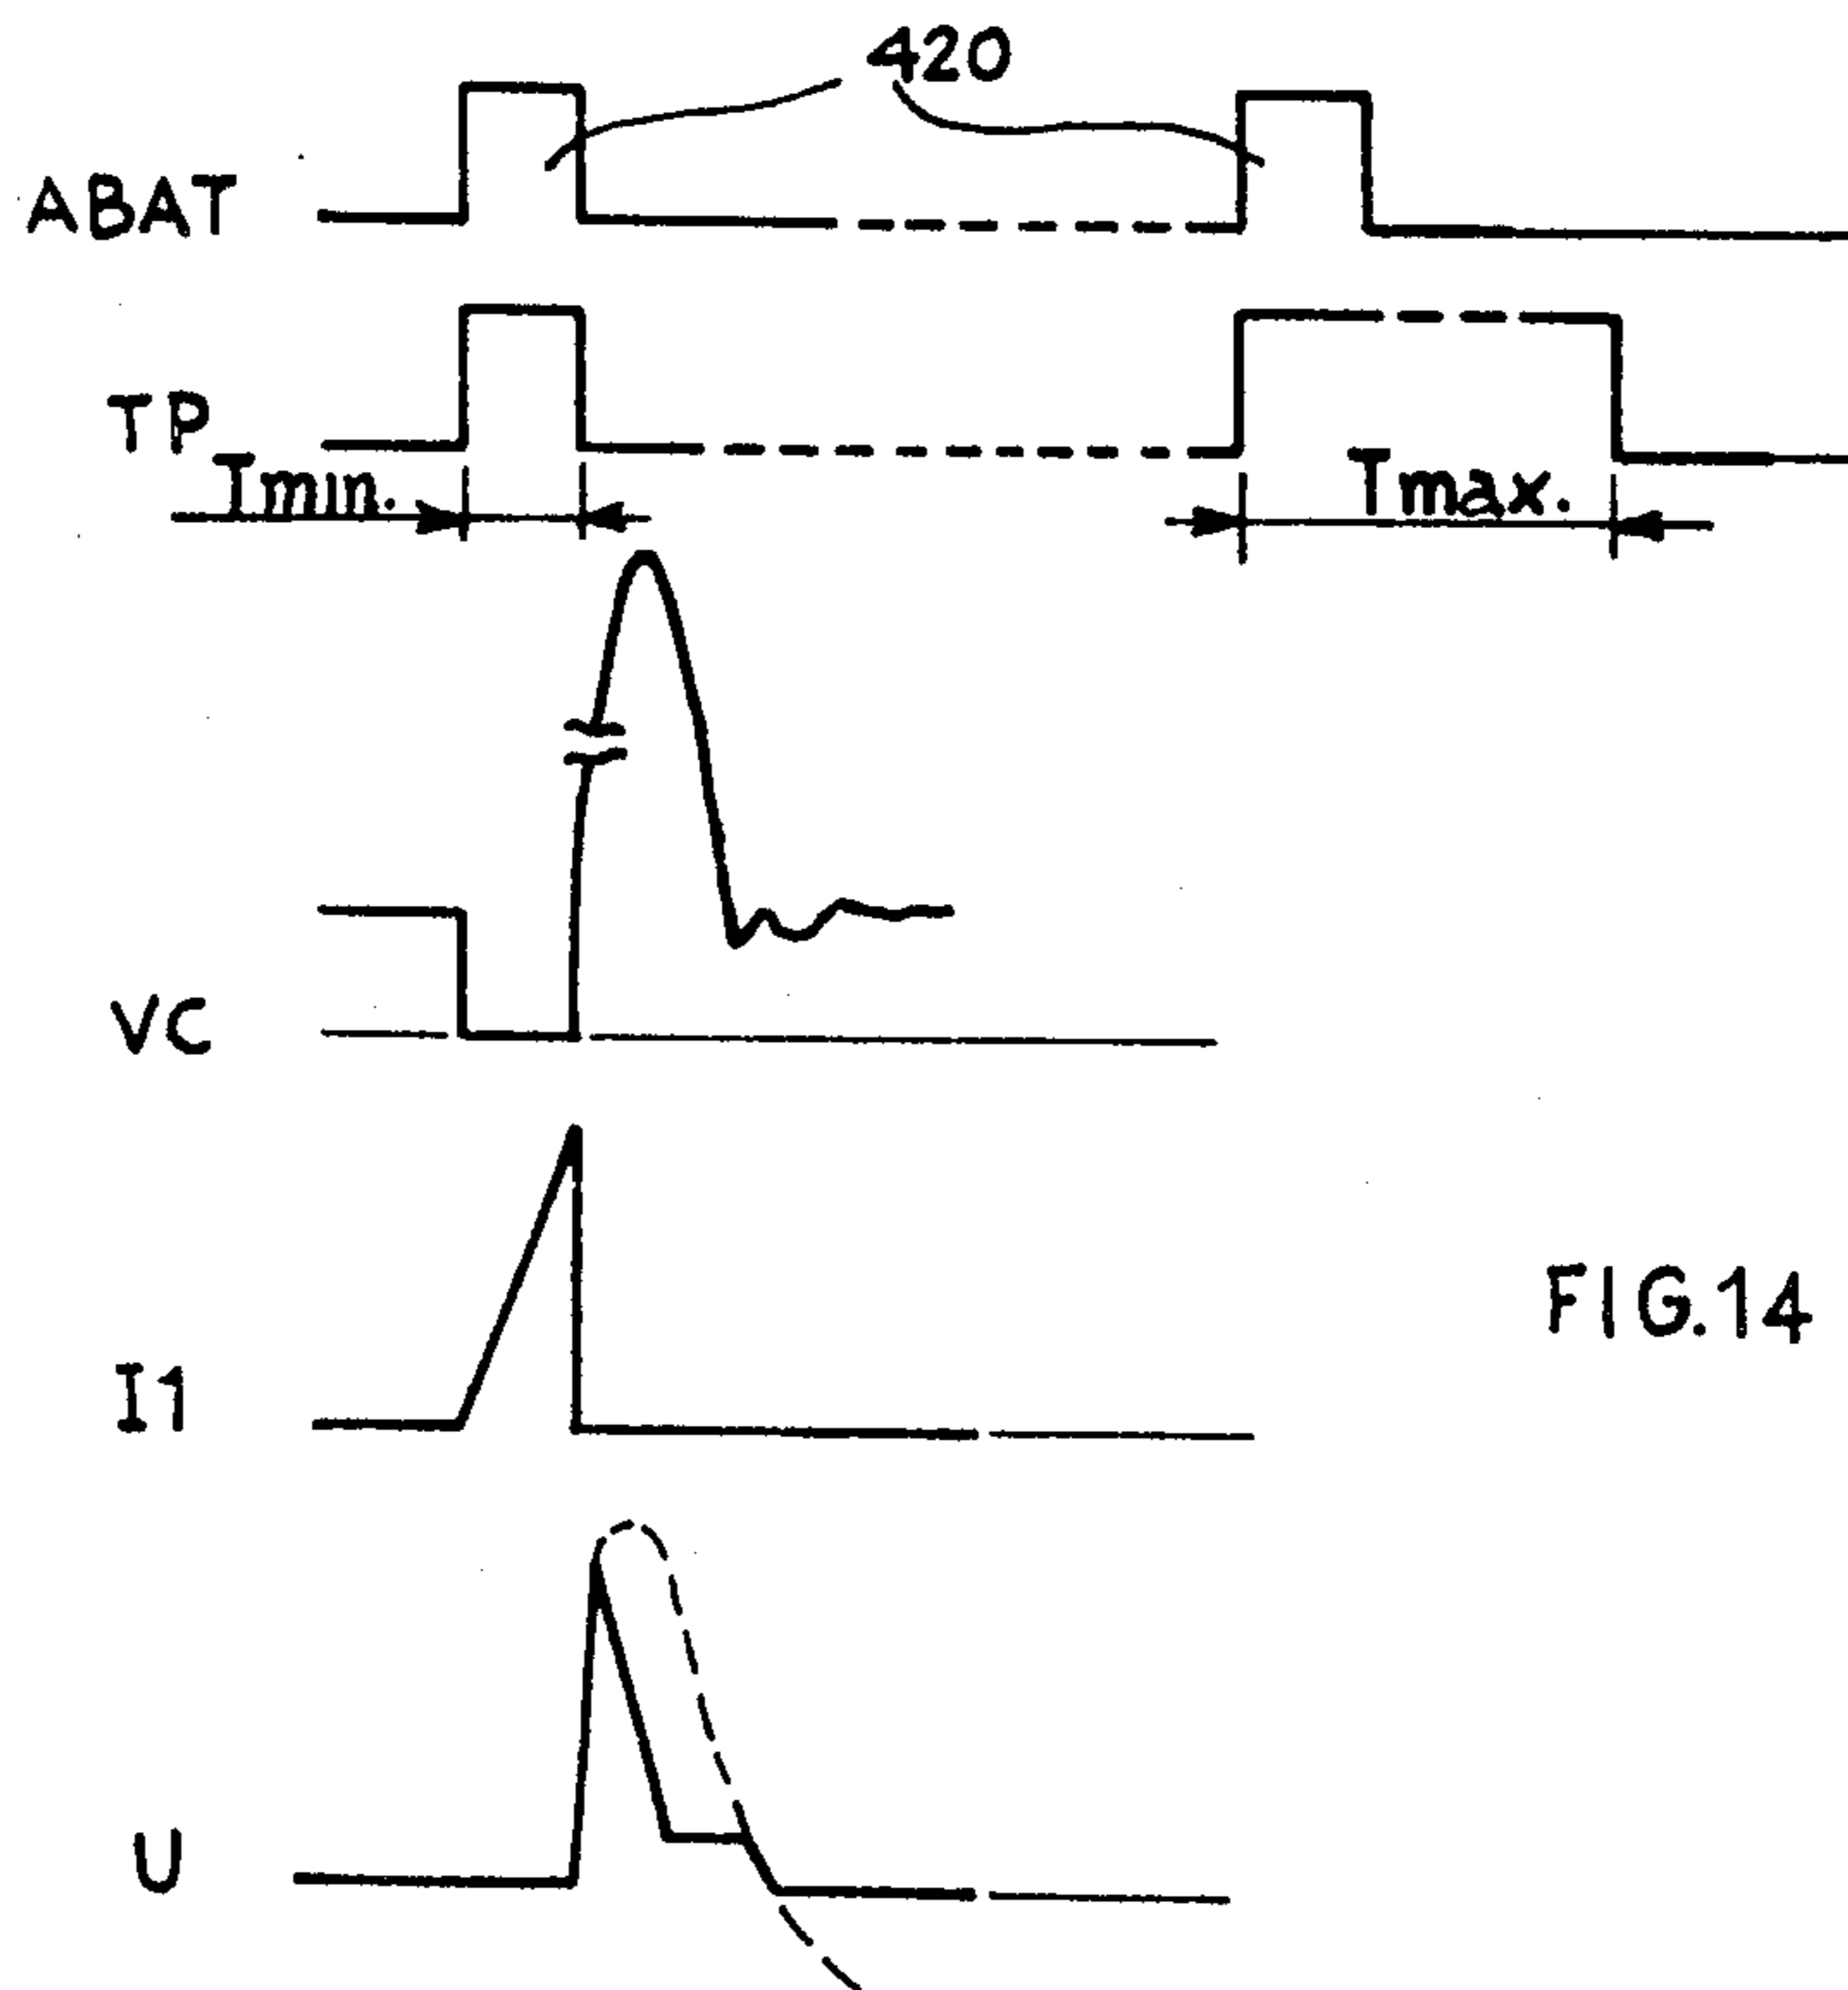 420
ABAT
TP
Tmin.
Tmax.
VC
I1
FIG.14
U